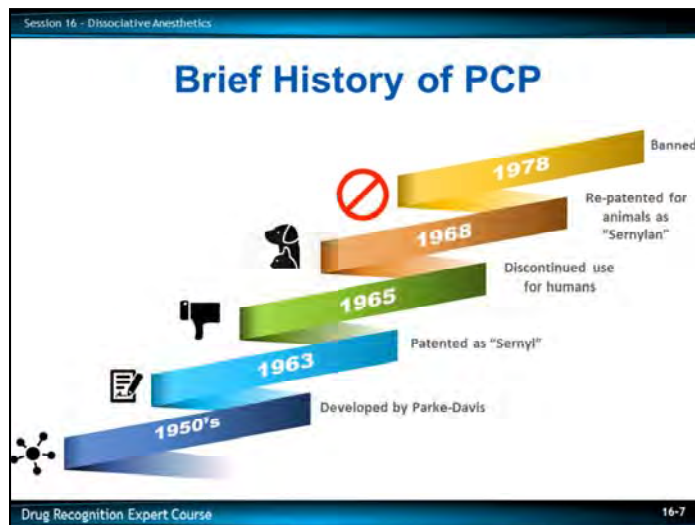 Session 16 - Dissociative Anesthetics
Brief History of PCP
1978
Banned
1968
Re-patented for
animals as
"Sernylan"
1965
Discontinued use
for humans
1963
Patented as "Sernyl"
1950's
Developed by Parke-Davis
Drug Recognition Expert Course
16-7